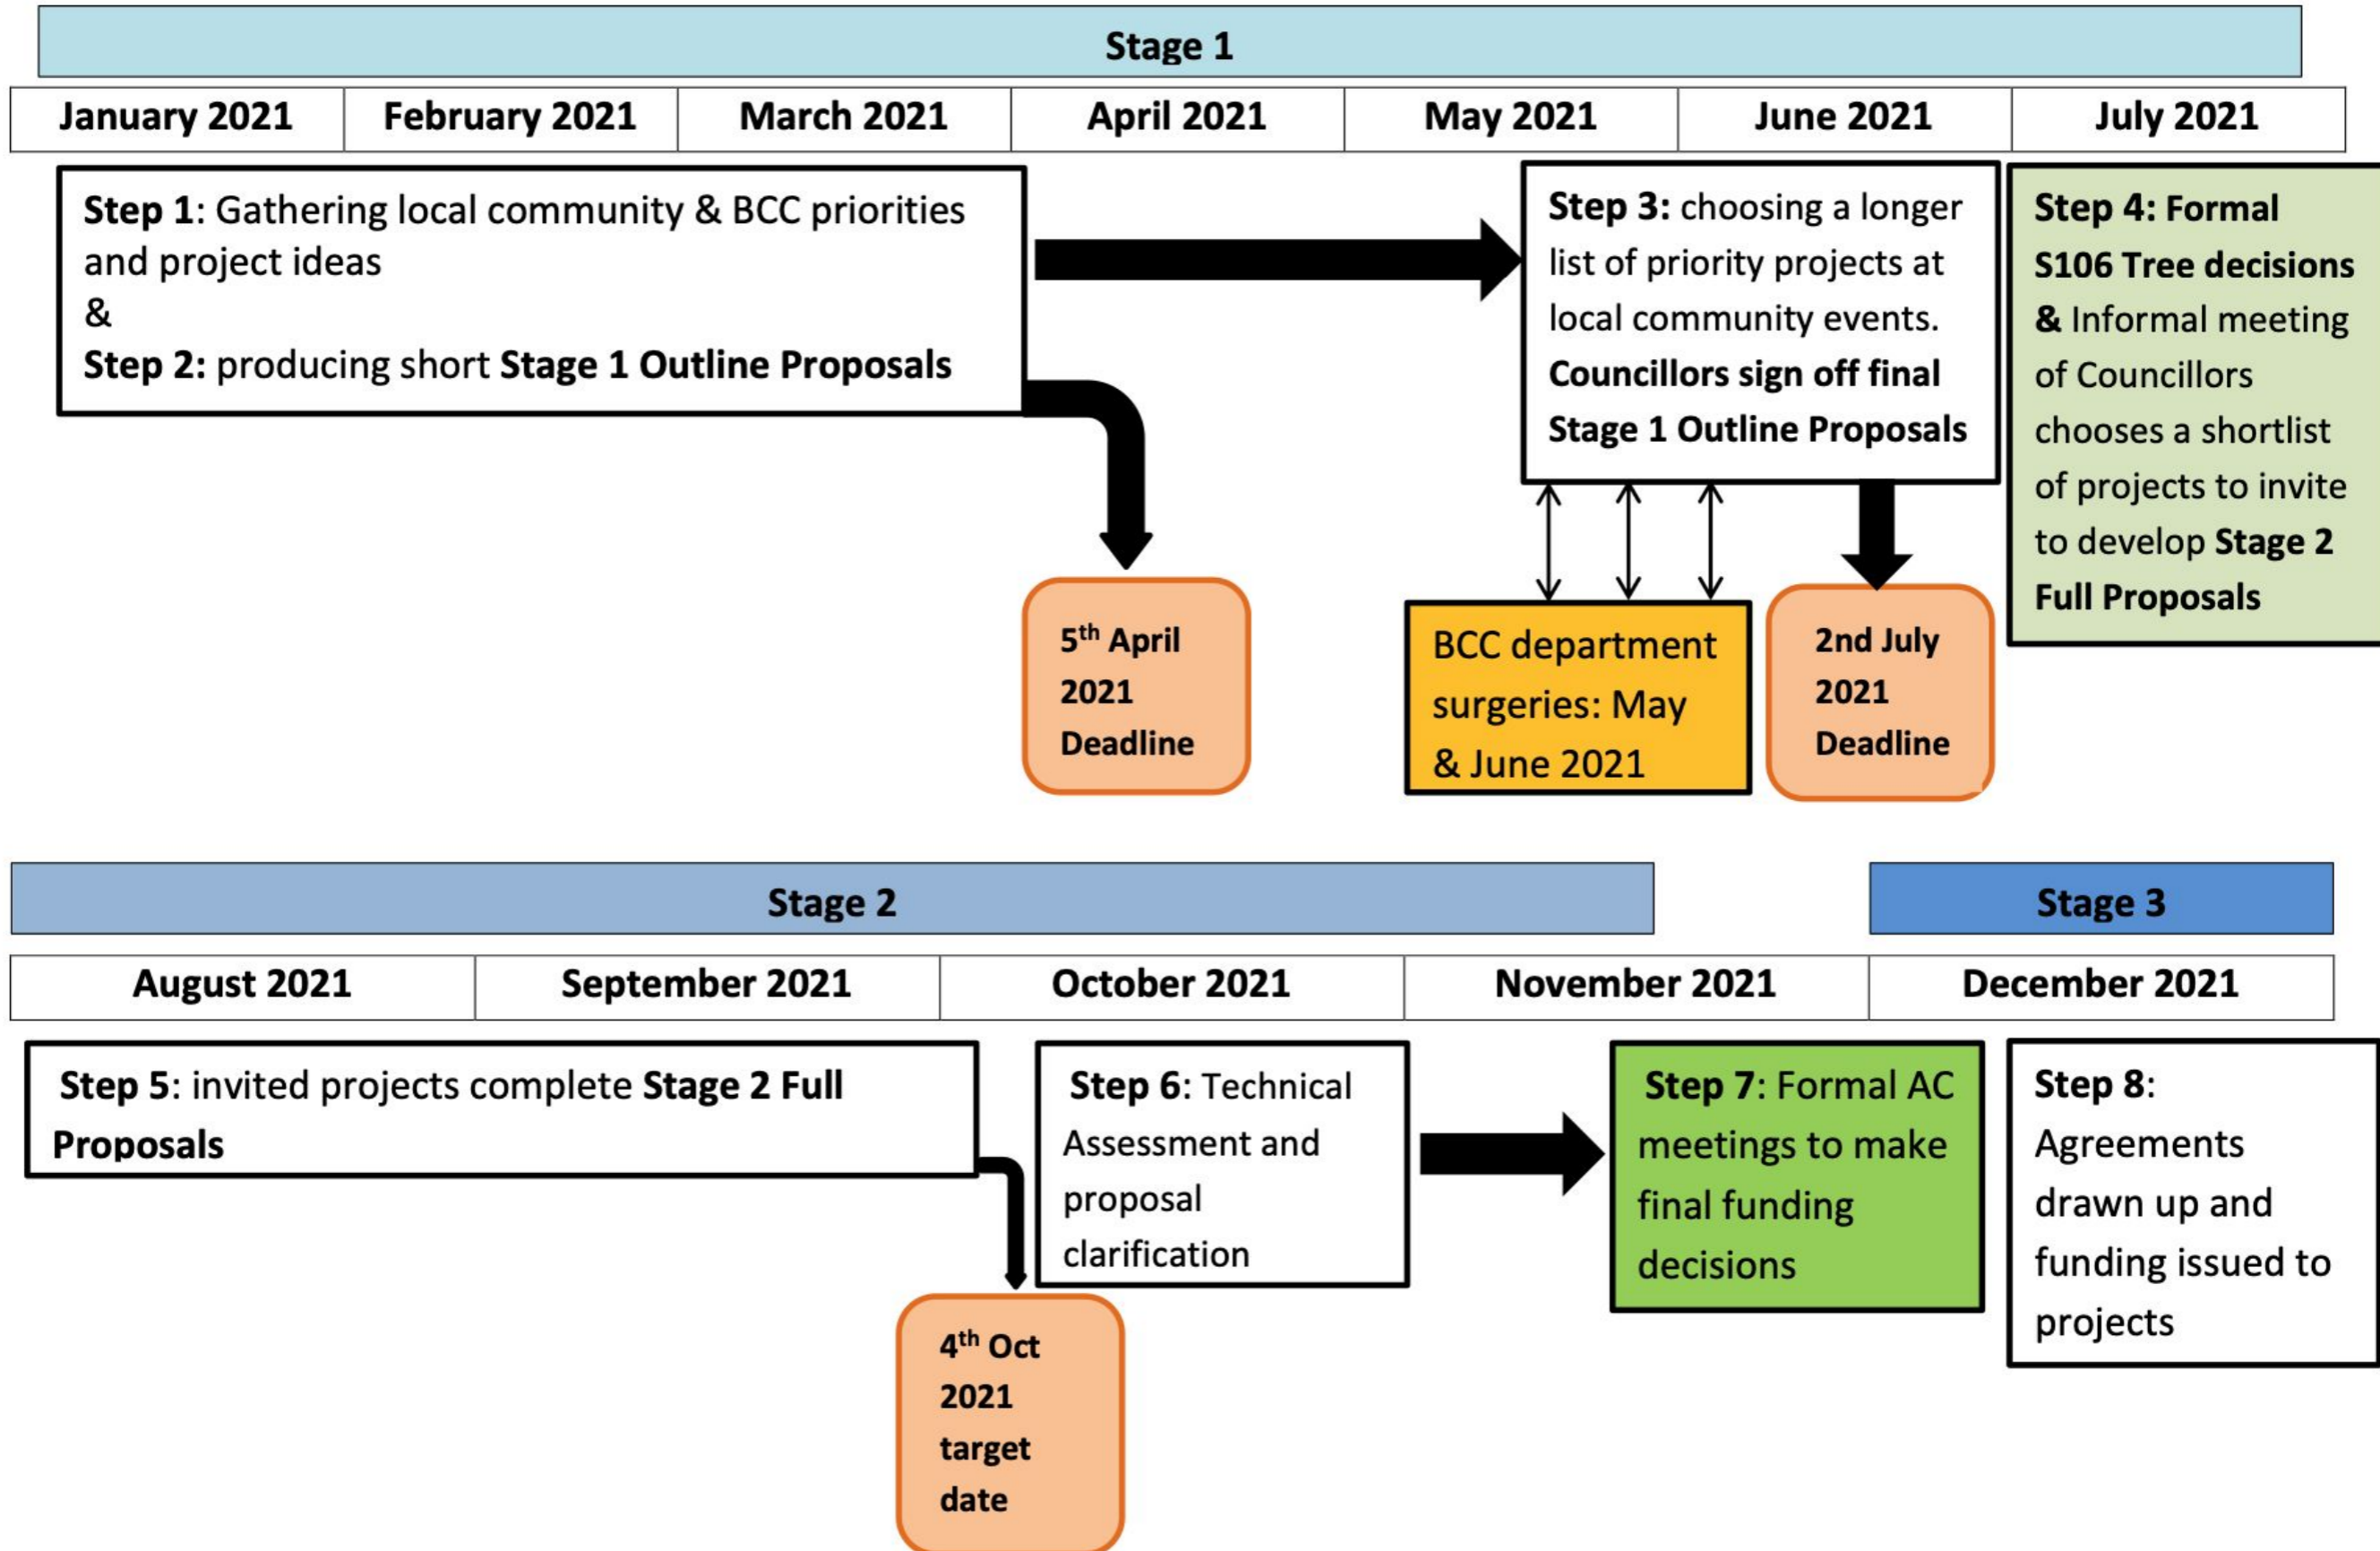 Stage 1
January 2021
February 2021
March 2021
April 2021
May 2021
June 2021
July 2021
Step 1: Gathering local community & BCC priorities
and project ideas
&
Step 2: producing short Stage 1 Outline Proposals
Step 3: choosing a longer
list of priority projects at
local community events.
Councillors sign off final
Stage 1 Outline Proposals
Step 4: Formal
S106 Tree decisions
& Informal meeting
of Councillors
chooses a shortlist
of projects to invite
to develop Stage 2
Full Proposals
5th April
2021
Deadline
BCC department
surgeries: May
& June 2021
2nd July
2021
Deadline
Stage 2
Stage 3
August 2021
September 2021
October 2021
November 2021
December 2021
Step 5: invited projects complete Stage 2 Full
Proposals
Step 6: Technical
Assessment and
proposal
clarification
Step 7: Formal AC
meetings to make
final funding
decisions
Step 8:
Agreements
drawn up and
funding issued to
projects
4th Oct
2021
target
date